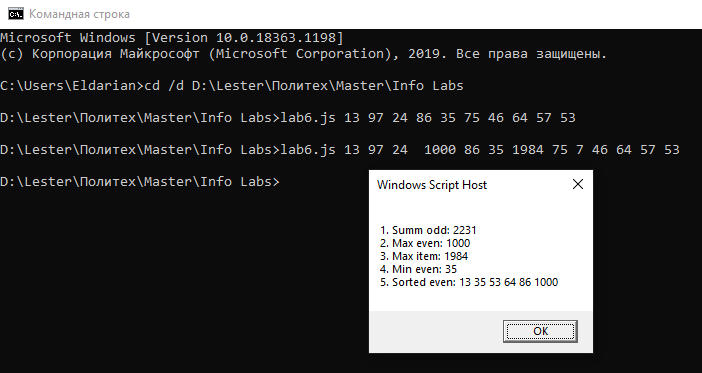 Командная строка
Microsoft Windows [Version 10.0.18363.1198]
(c) Корпорация Майкрософт (Microsoft Corporation), 2019. Все права защищены.
C:\Users\Eldarian>cd /d D:\Lester\Политех\Master\Info Labs
D:\Lester\Политех\Master\Info Labs>lab6.js 13 97 24 86 35 75 46 64 57 53
D:\Lester\Политех\Master\Info Labs>lab6.js 13 97 24  1000 86 35 1984 75 7 46 64 57 53
D:\Lester\Политех\Master\Info Labs>
Windows Script Host
1. Summ odd: 2231
2. Max even: 1000
3. Max item: 1984
4. Min even: 35
5. Sorted even: 13 35 53 64 86 1000
OK